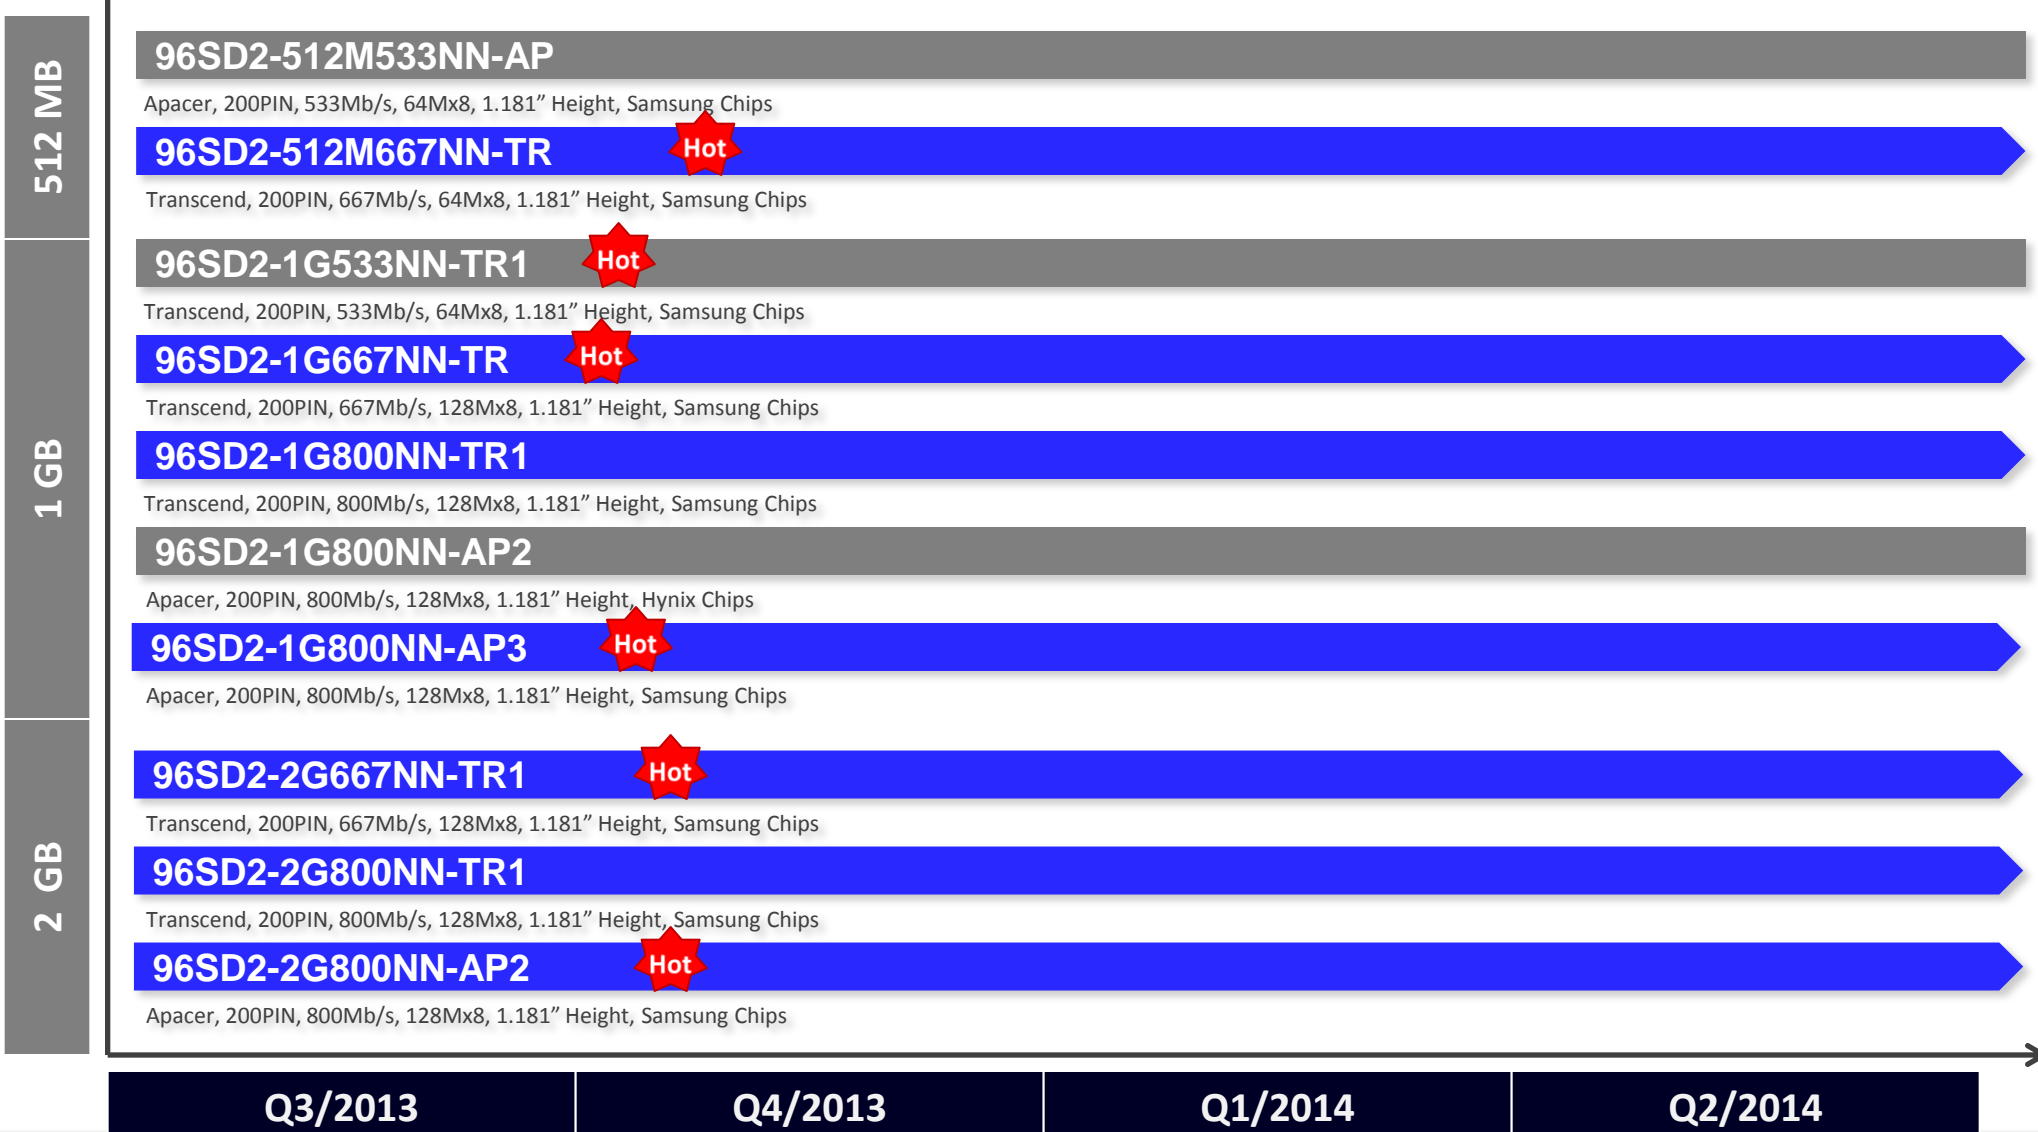 512 MB
96SD2-512M533NN-AP
Apacer, 200PIN, 533Mb/s, 64Mx8, 1.181” Height, Samsung Chips
96SD2-512M667NN-TR Hot
Transcend, 200PIN, 667Mb/s, 64Mx8, 1.181” Height, Samsung Chips
1 GB
96SD2-1G533NN-TR1 Hot
Transcend, 200PIN, 533Mb/s, 64Mx8, 1.181” Height, Samsung Chips
96SD2-1G667NN-TR Hot
Transcend, 200PIN, 667Mb/s, 128Mx8, 1.181” Height, Samsung Chips
96SD2-1G800NN-TR1
Transcend, 200PIN, 800Mb/s, 128Mx8, 1.181” Height, Samsung Chips
96SD2-1G800NN-AP2
Apacer, 200PIN, 800Mb/s, 128Mx8, 1.181” Height, Hynix Chips
96SD2-1G800NN-AP3 Hot
Apacer, 200PIN, 800Mb/s, 128Mx8, 1.181” Height, Samsung Chips
2 GB
96SD2-2G667NN-TR1 Hot
Transcend, 200PIN, 667Mb/s, 128Mx8, 1.181” Height, Samsung Chips
96SD2-2G800NN-TR1
Transcend, 200PIN, 800Mb/s, 128Mx8, 1.181” Height, Samsung Chips
96SD2-2G800NN-AP2 Hot
Apacer, 200PIN, 800Mb/s, 128Mx8, 1.181” Height, Samsung Chips
Q3/2013 Q4/2013 Q1/2014 Q2/2014